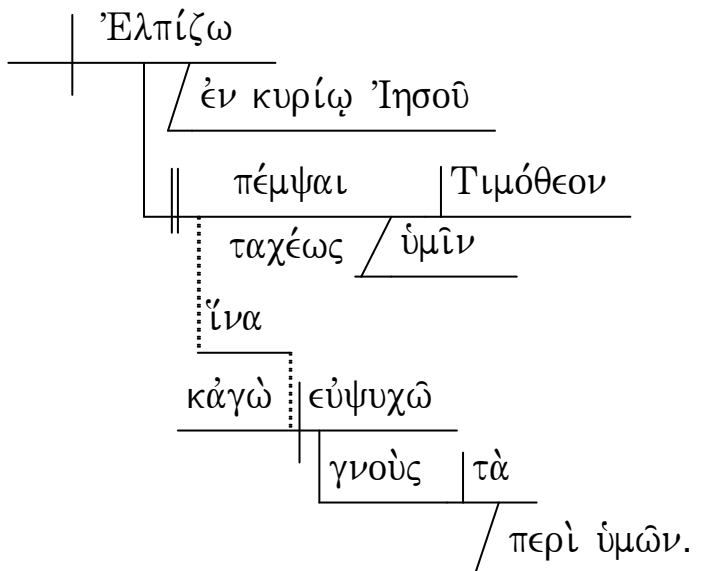 Ἐλπίζω
ἐν κυρίῳ Ἰησοῦ
πέμψαι Τιμόθεον
ταχέως ὑμῖν
ἵνα
κἀγὼ εὐψυχῶ
γνοὺς τὰ
περὶ ὑμῶν.